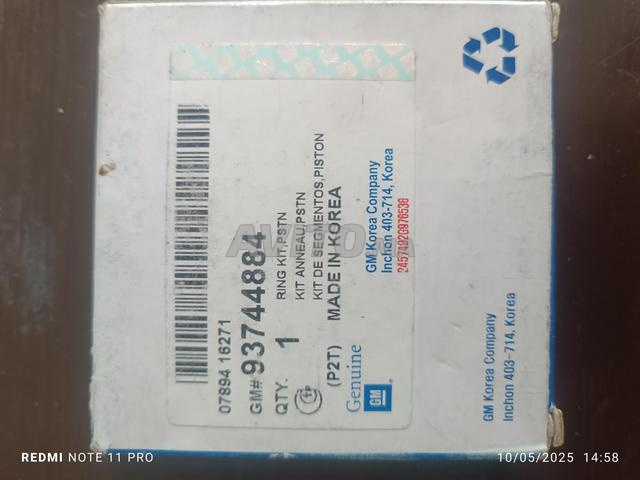 07894 16271
GM# 93744884
QTY. 1
RING KIT,PSTN
KIT ANNEAU,PSTN
KIT DE SEGMENTOS,PISTON
(P2T) MADE IN KOREA
Genuine
GM
GM Korea Company
Inchon 403-714, Korea
24574926976536
GM Korea Company
Inchon 403-714, Korea
REDMI NOTE 11 PRO
10/05/2025 14:58